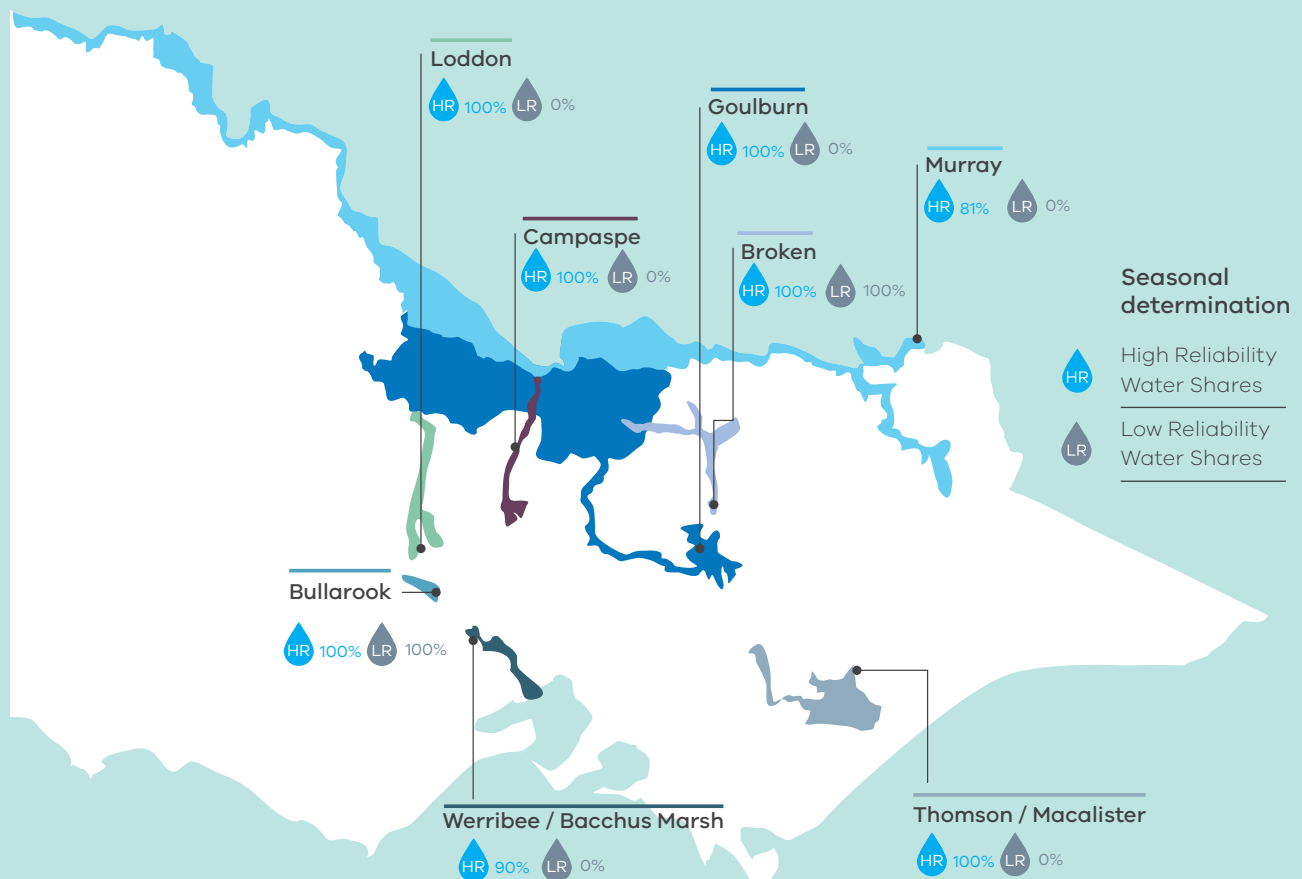 Loddon
HR 100% LR 0%
Goulburn
HR 100% LR 0%
Murray
HR 81% LR 0%
Campaspe
HR 100% LR 0%
Broken
HR 100% LR 100%
Seasonal
determination
HR High Reliability
Water Shares
LR Low Reliability
Water Shares
Bullarook
HR 100% LR 100%
Werribee / Bacchus Marsh
HR 90% LR 0%
Thomson / Macalister
HR 100% LR 0%